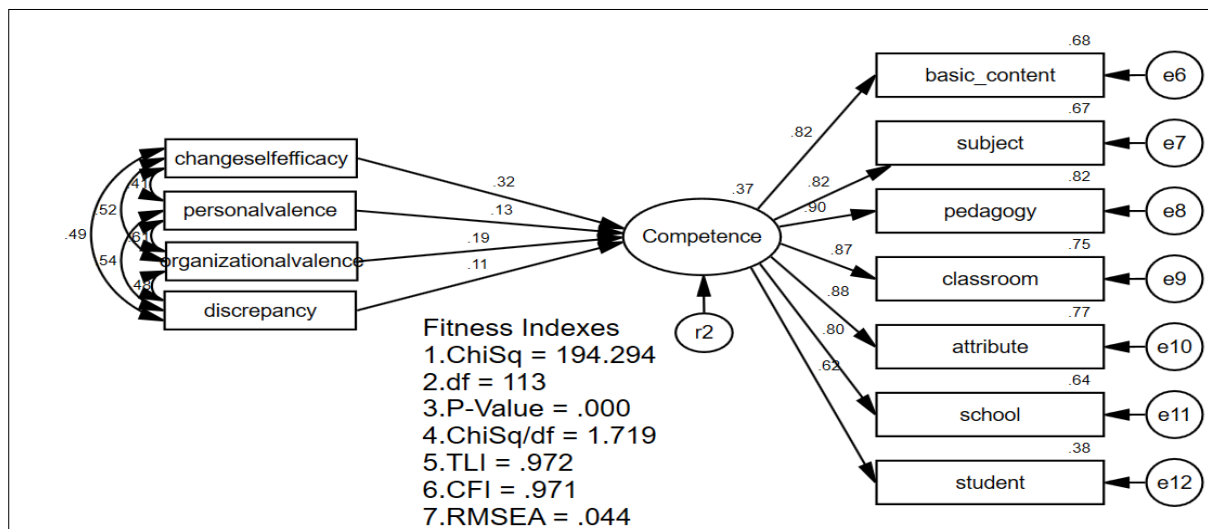 .68
basic_content
e6
.67
subject
e7
.82
pedagogy
e8
.75
classroom
e9
.77
attribute
e10
.64
school
e11
.38
student
e12
.82
.82
.90
.87
.88
.80
.62
.37
Competence
r2
changeselfefficacy
personalvalence
organizationalvalence
discrepancy
.32
.13
.19
.11
.41
.52
.61
.49
.54
.48
Fitness Indexes
1.ChiSq = 194.294
2.df = 113
3.P-Value = .000
4.ChiSq/df = 1.719
5.TLI = .972
6.CFI = .971
7.RMSEA = .044